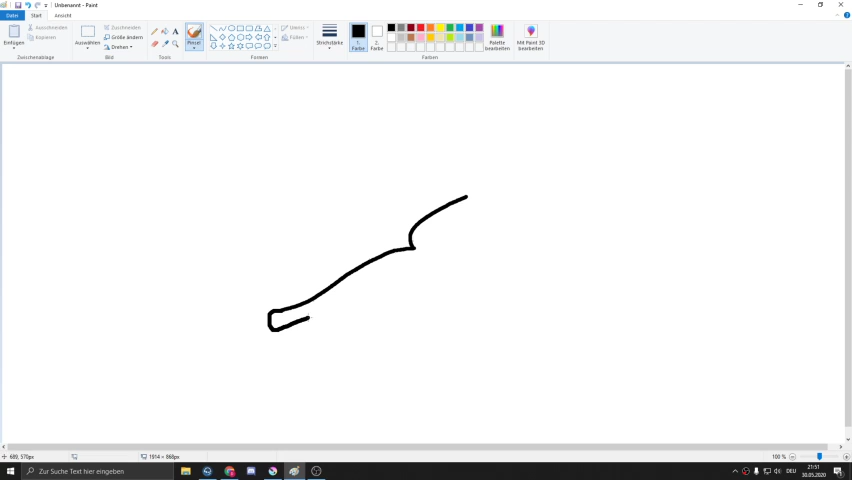 Unbenannt - Paint
Datei Start Ansicht
Einfügen
Ausschneiden
Kopieren
Zwischenablage
Auswählen
Zuschneiden
Größe ändern
Drehen
Bild
A
Tools
Pinsel
Umriss
Füllen
Formen
Strichstärke
1. Farbe
2. Farbe
Palette bearbeiten
Mit Paint 3D bearbeiten
Farben
689, 570px
1914 × 868px
100 %
Zur Suche Text hier eingeben
DEU
21:51
30.05.2020